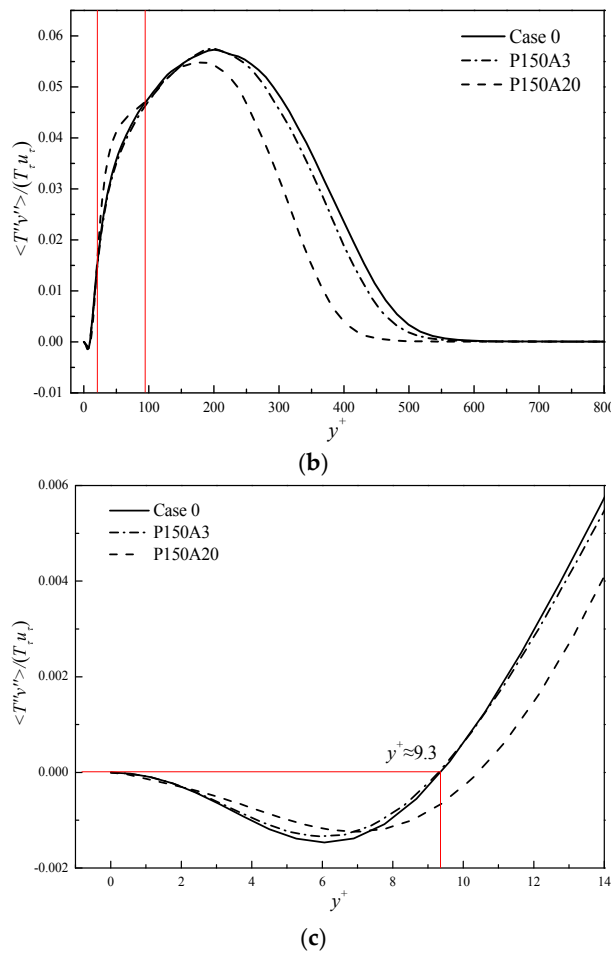 0.06
0.05
0.04
0.03
0.02
0.01
0.00
-0.01
<T''v''>/(T_τ u_τ)
Case 0
P150A3
P150A20
0 100 200 300 400 500 600 700 800
y⁺
(b)
0.006
0.004
0.002
0.000
-0.002
<T''v''>/(T_τ u_τ)
Case 0
P150A3
P150A20
y⁺≈9.3
0 2 4 6 8 10 12 14
y⁺
(c)